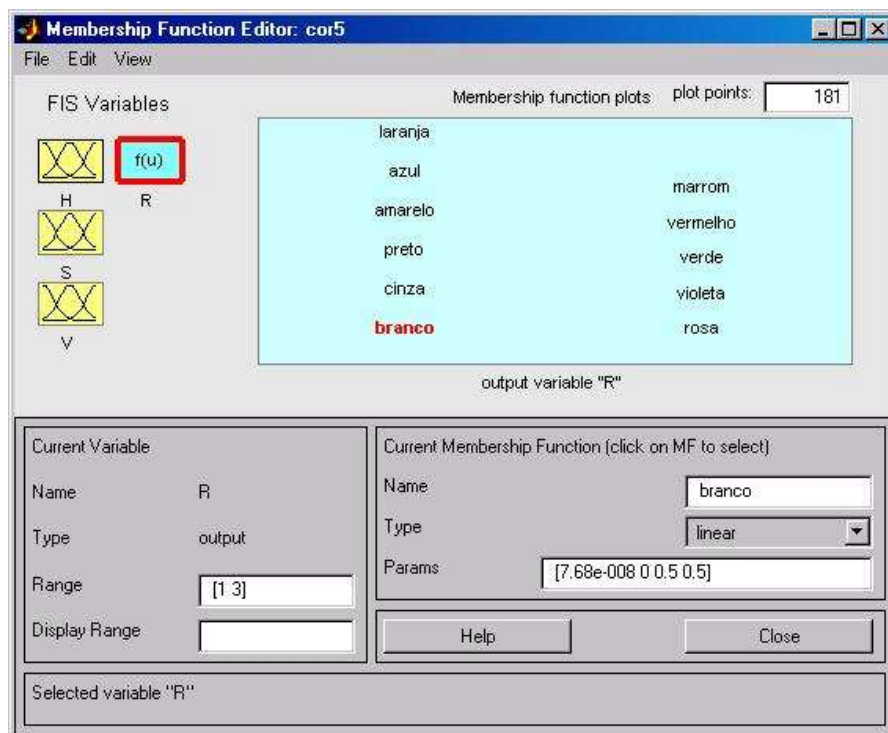 Membership Function Editor: cor5
File Edit View
FIS Variables
Membership function plots plot points: 181
f(u)
H R
S
V
laranja
azul
amarelo
preto
cinza
branco
marrom
vermelho
verde
violeta
rosa
output variable "R"
Current Variable
Name R
Type output
Range [1 3]
Display Range
Current Membership Function (click on MF to select)
Name branco
Type linear
Params [7.68e-008 0 0.5 0.5]
Help Close
Selected variable "R"